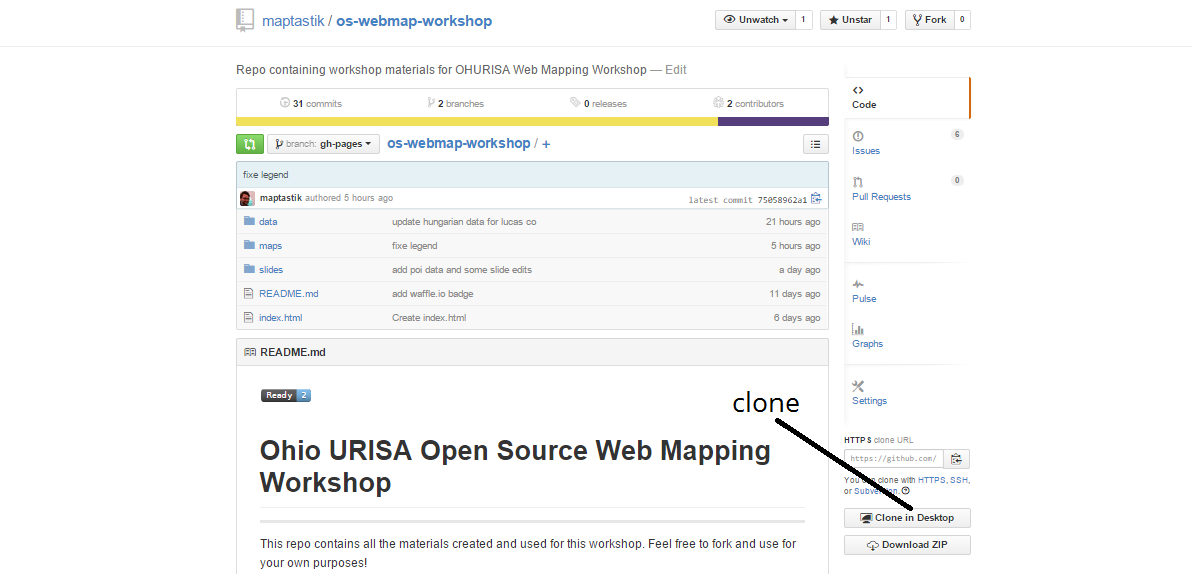 maptastik / os-webmap-workshop
Unwatch 1 Unstar 1 Fork 0
Repo containing workshop materials for OHURISA Web Mapping Workshop — Edit
31 commits 2 branches 0 releases 2 contributors
branch: gh-pages os-webmap-workshop / +
fixe legend
maptastik authored 5 hours ago latest commit 75058962a1
data update hungarian data for lucas co 21 hours ago
maps fixe legend 5 hours ago
slides add poi data and some slide edits a day ago
README.md add waffle.io badge 11 days ago
index.html Create index.html 6 days ago
README.md
Ready 2
Ohio URISA Open Source Web Mapping
Workshop
This repo contains all the materials created and used for this workshop. Feel free to fork and use for
your own purposes!
Code
Issues 6
Pull Requests 0
Wiki
Pulse
Graphs
Settings
clone
HTTPS clone URL
https://github.com/
You can clone with HTTPS, SSH,
or Subversion.
Clone in Desktop
Download ZIP